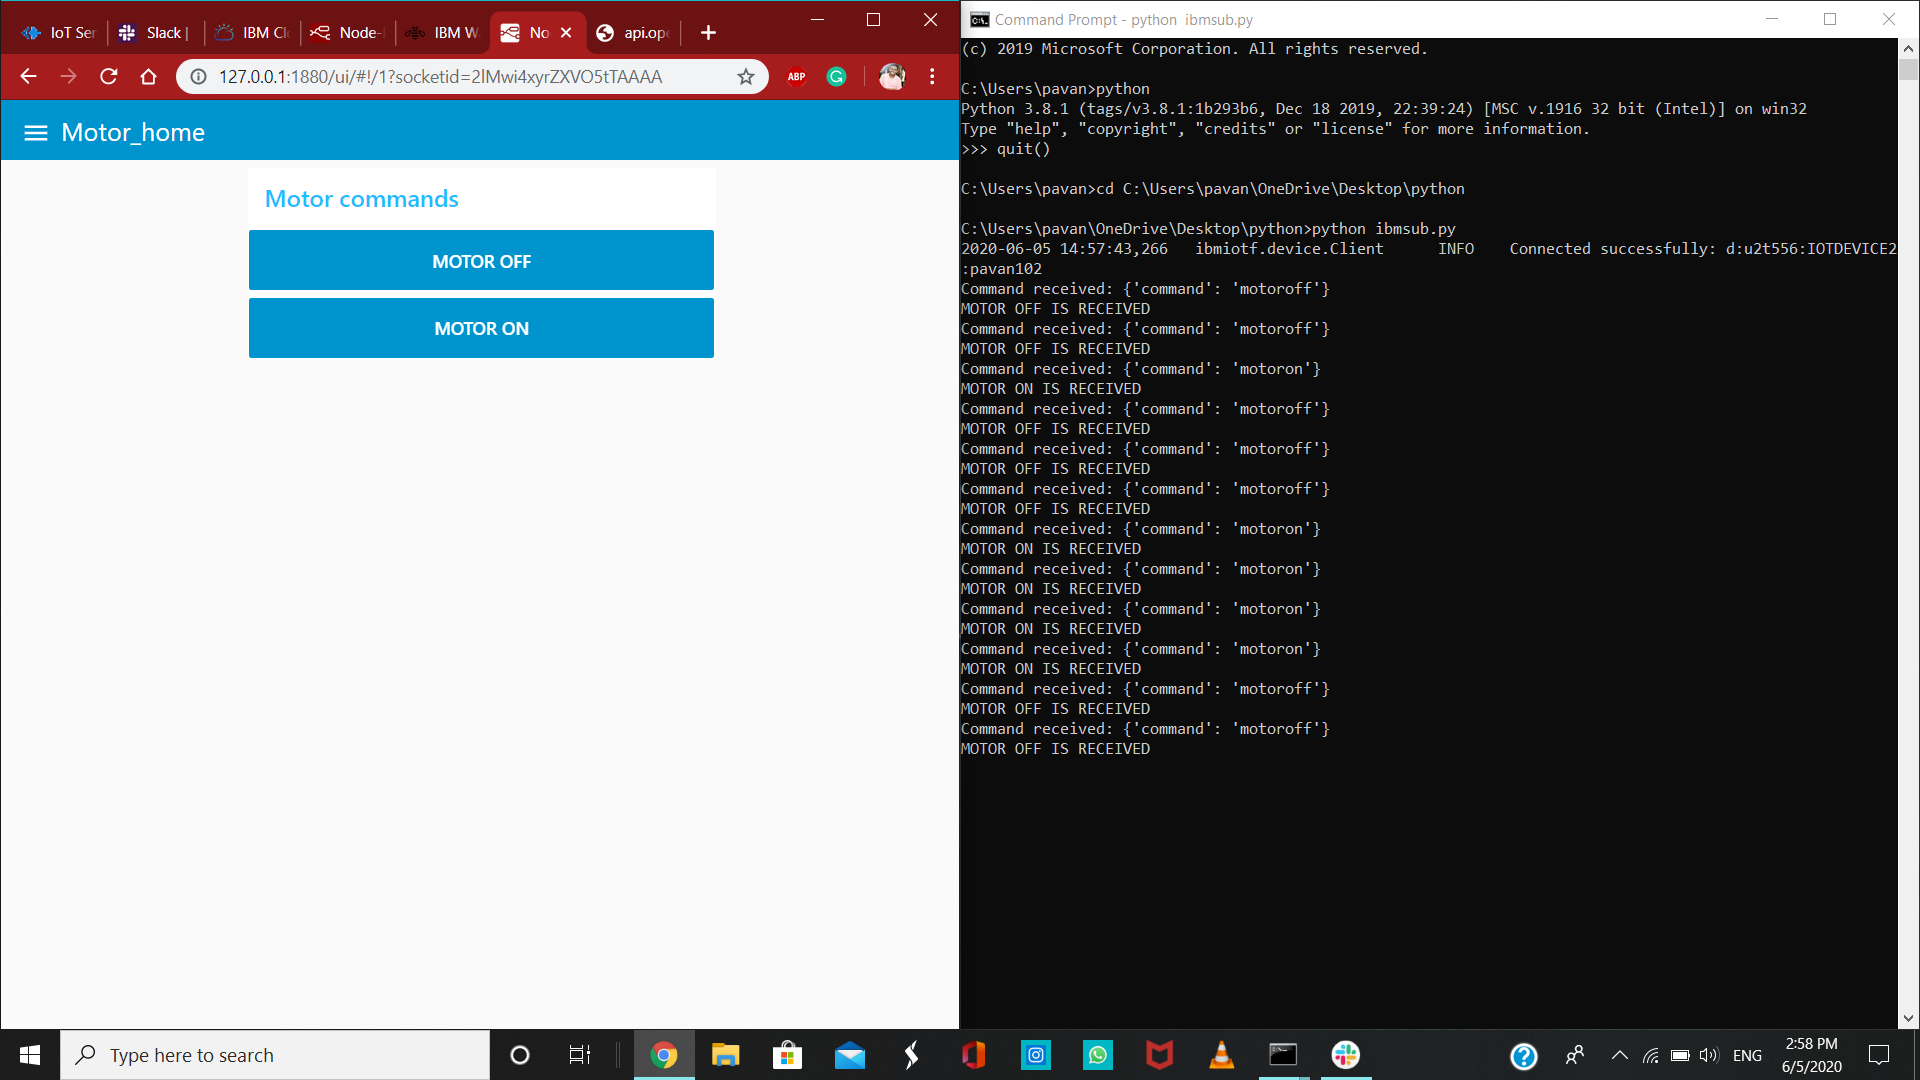 IoT Ser
Slack |
IBM Cl
Node-
IBM W
No
api.ope
127.0.0.1:1880/ui/#!/1?socketid=2lMwi4xyrZXVO5tTAAAA
ABP
Motor_home
Motor commands
MOTOR OFF
MOTOR ON
Command Prompt - python  ibmsub.py
(c) 2019 Microsoft Corporation. All rights reserved.
C:\Users\pavan>python
Python 3.8.1 (tags/v3.8.1:1b293b6, Dec 18 2019, 22:39:24) [MSC v.1916 32 bit (Intel)] on win32
Type "help", "copyright", "credits" or "license" for more information.
>>> quit()
C:\Users\pavan>cd C:\Users\pavan\OneDrive\Desktop\python
C:\Users\pavan\OneDrive\Desktop\python>python ibmsub.py
2020-06-05 14:57:43,266   ibmiotf.device.Client      INFO    Connected successfully: d:u2t556:IOTDEVICE2
:pavan102
Command received: {'command': 'motoroff'}
MOTOR OFF IS RECEIVED
Command received: {'command': 'motoroff'}
MOTOR OFF IS RECEIVED
Command received: {'command': 'motoron'}
MOTOR ON IS RECEIVED
Command received: {'command': 'motoroff'}
MOTOR OFF IS RECEIVED
Command received: {'command': 'motoroff'}
MOTOR OFF IS RECEIVED
Command received: {'command': 'motoroff'}
MOTOR OFF IS RECEIVED
Command received: {'command': 'motoron'}
MOTOR ON IS RECEIVED
Command received: {'command': 'motoron'}
MOTOR ON IS RECEIVED
Command received: {'command': 'motoron'}
MOTOR ON IS RECEIVED
Command received: {'command': 'motoron'}
MOTOR ON IS RECEIVED
Command received: {'command': 'motoroff'}
MOTOR OFF IS RECEIVED
Command received: {'command': 'motoroff'}
MOTOR OFF IS RECEIVED
Type here to search
ENG
2:58 PM
6/5/2020